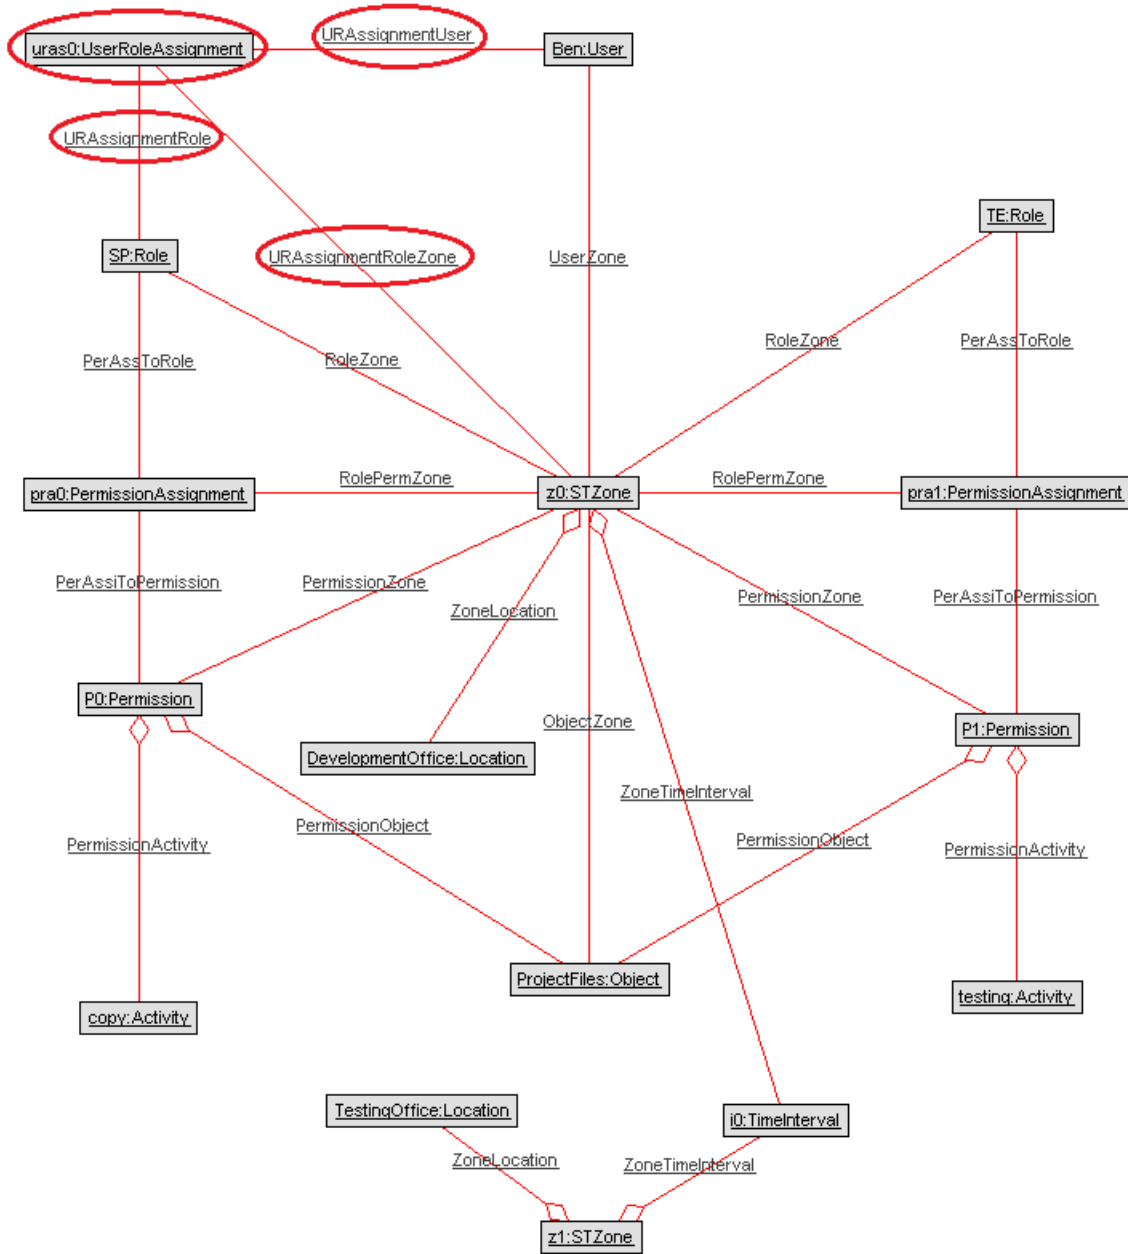 URAssignmentUser
uras0:UserRoleAssignment
Ben:User
URAssignmentRole
TE:Role
SP:Role
URAssignmentRoleZone
UserZone
RoleZone
PerAssToRole
PerAssToRole
RoleZone
RolePermZone
RolePermZone
pra0:PermissionAssignment
z0:STZone
pra1:PermissionAssignment
PerAssiToPermission
PermissionZone
PermissionZone
PerAssiToPermission
ZoneLocation
P0:Permission
ObjectZone
P1:Permission
DevelopmentOffice:Location
ZoneTimeInterval
PermissionObject
PermissionObject
PermissionActivity
PermissionActivity
ProjectFiles:Object
testing:Activity
copy:Activity
TestingOffice:Location
i0:TimeInterval
ZoneLocation
ZoneTimeInterval
z1:STZone